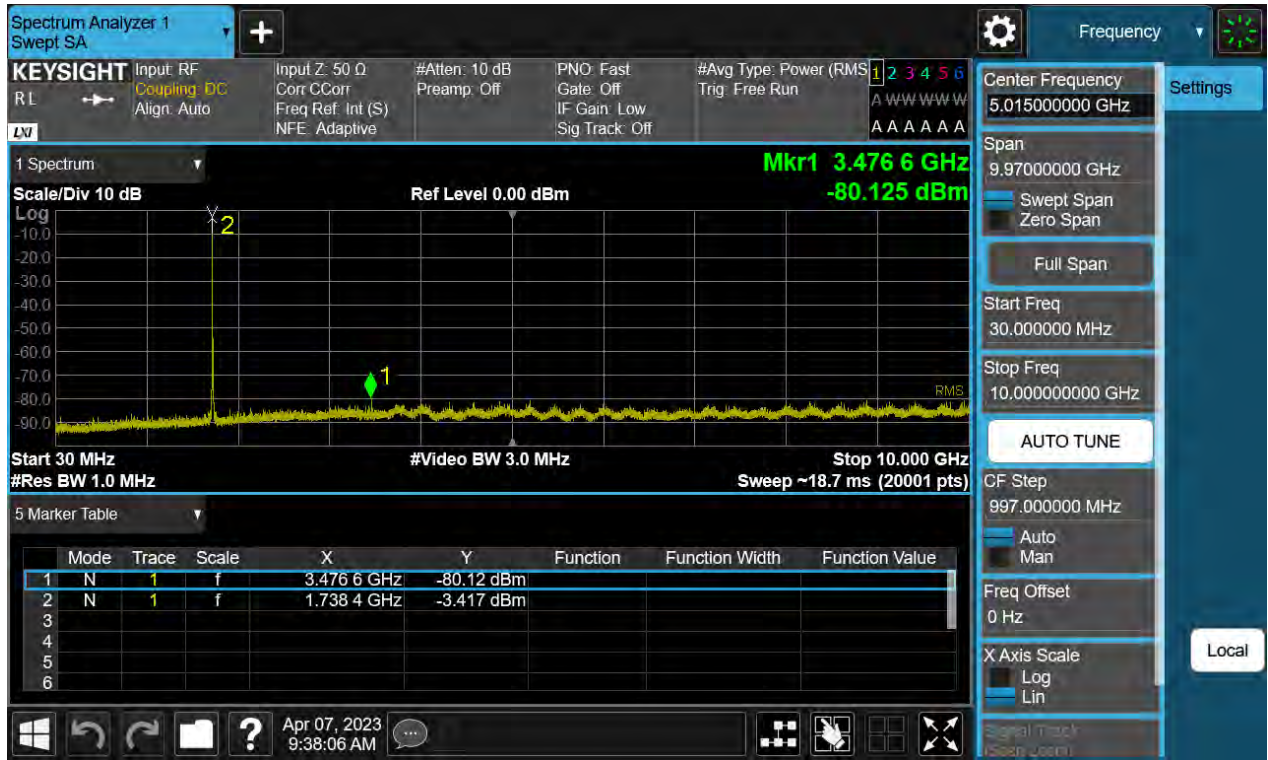 Spectrum Analyzer 1
Swept SA
+
Frequency
KEYSIGHT
RL
LXI
Input: RF
Coupling: DC
Align: Auto
Input Z: 50 Ω
Corr CCorr
Freq Ref: Int (S)
NFE: Adaptive
#Atten: 10 dB
Preamp: Off
PNO: Fast
Gate: Off
IF Gain: Low
Sig Track: Off
#Avg Type: Power (RMS
Trig: Free Run
1 2 3 4 5 6
A W W W W W
A A A A A A
Center Frequency
5.015000000 GHz
Settings
1 Spectrum
Mkr1 3.476 6 GHz
-80.125 dBm
Scale/Div 10 dB
Ref Level 0.00 dBm
Log
-10.0
-20.0
-30.0
-40.0
-50.0
-60.0
-70.0
-80.0
-90.0
2
1
RMS
Start 30 MHz
#Video BW 3.0 MHz
Stop 10.000 GHz
#Res BW 1.0 MHz
Sweep ~18.7 ms (20001 pts)
Span
9.97000000 GHz
Swept Span
Zero Span
Full Span
Start Freq
30.000000 MHz
Stop Freq
10.000000000 GHz
AUTO TUNE
CF Step
997.000000 MHz
Auto
Man
Freq Offset
0 Hz
X Axis Scale
Log
Lin
Signal Track
(Span Zoom)
Local
5 Marker Table
Mode Trace Scale X Y Function Function Width Function Value
1 N 1 f 3.476 6 GHz -80.12 dBm
2 N 1 f 1.738 4 GHz -3.417 dBm
3
4
5
6
?
Apr 07, 2023
9:38:06 AM